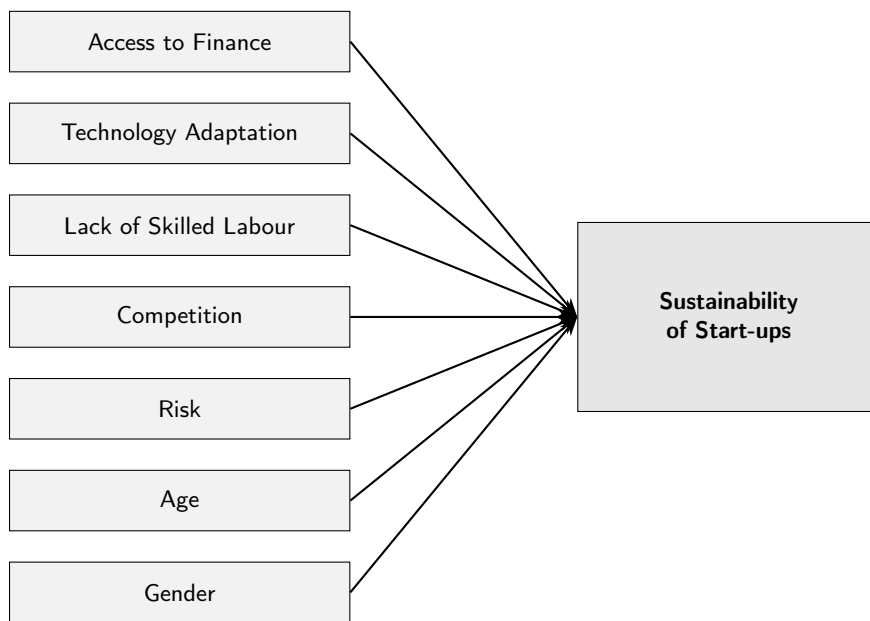 Access to Finance
Technology Adaptation
Lack of Skilled Labour
Competition
Risk
Age
Gender
Sustainability
of Start-ups